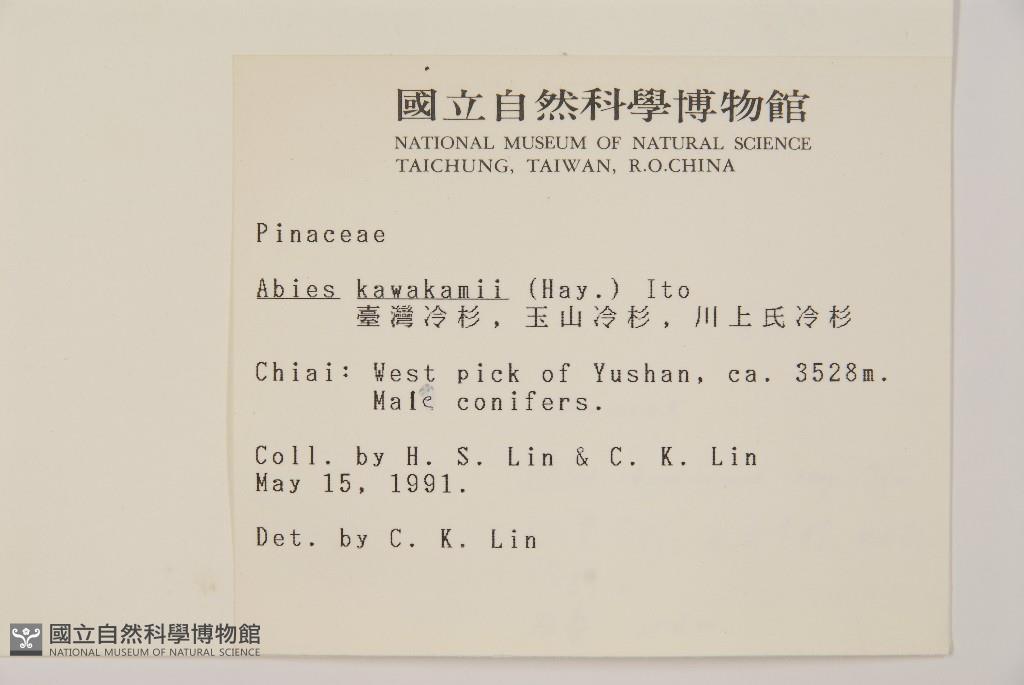 國立自然科學博物館
NATIONAL MUSEUM OF NATURAL SCIENCE
TAICHUNG, TAIWAN, R.O.CHINA
Pinaceae
Abies kawakamii (Hay.) Ito
臺灣冷杉, 玉山冷杉, 川上氏冷杉
Chiai: West pick of Yushan, ca. 3528m.
Male conifers.
Coll. by H. S. Lin & C. K. Lin
May 15, 1991.
Det. by C. K. Lin
國立自然科學博物館
NATIONAL MUSEUM OF NATURAL SCIENCE